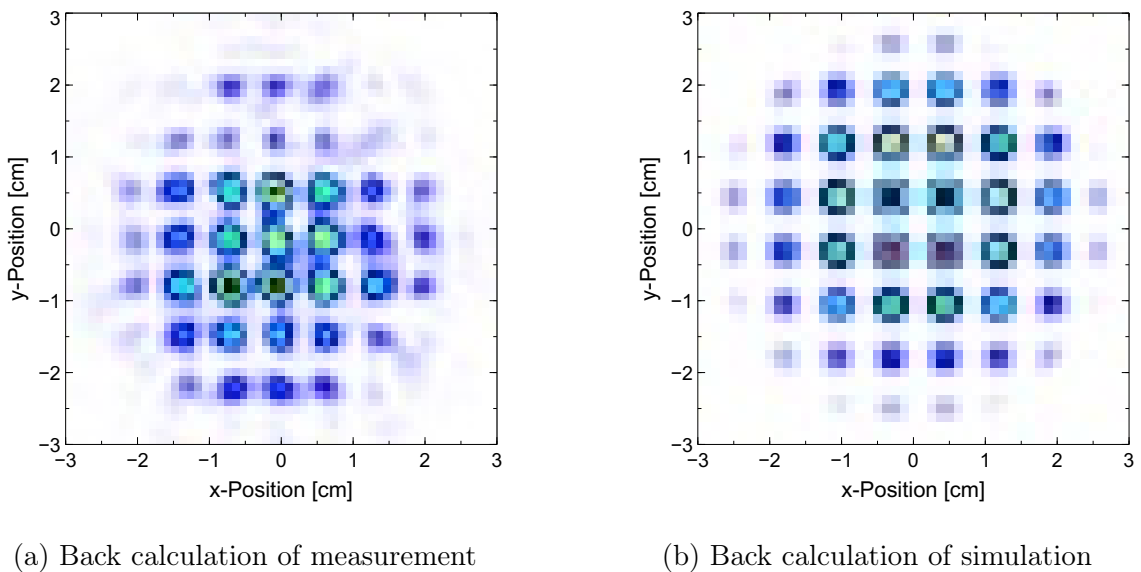 3
2
1
0
−1
−2
−3
y-Position [cm]
−3 −2 −1 0 1 2 3
x-Position [cm]
(a) Back calculation of measurement
3
2
1
0
−1
−2
−3
y-Position [cm]
−3 −2 −1 0 1 2 3
x-Position [cm]
(b) Back calculation of simulation